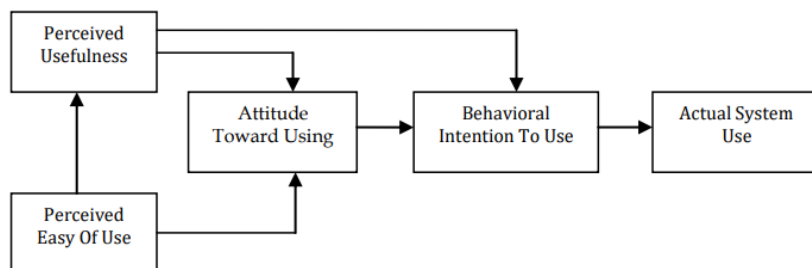 Perceived
Usefulness
Attitude
Toward Using
Behavioral
Intention To Use
Actual System
Use
Perceived
Easy Of Use